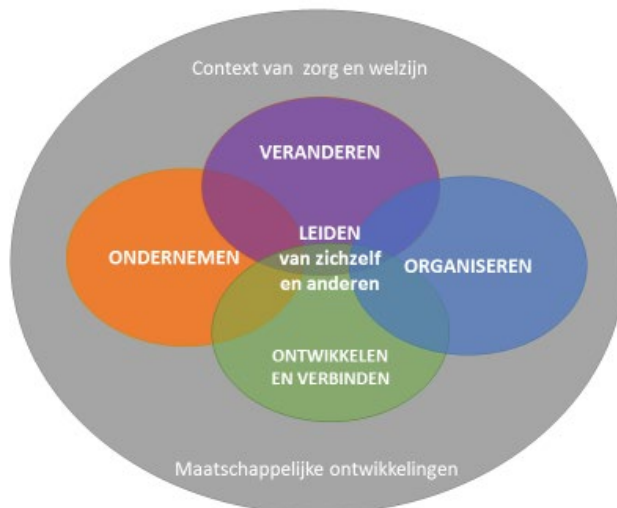 Context van zorg en welzijn
VERANDEREN
ONDERNEMEN
LEIDEN
van zichzelf
en anderen
ORGANISEREN
ONTWIKKELEN
EN VERBINDEN
Maatschappelijke ontwikkelingen